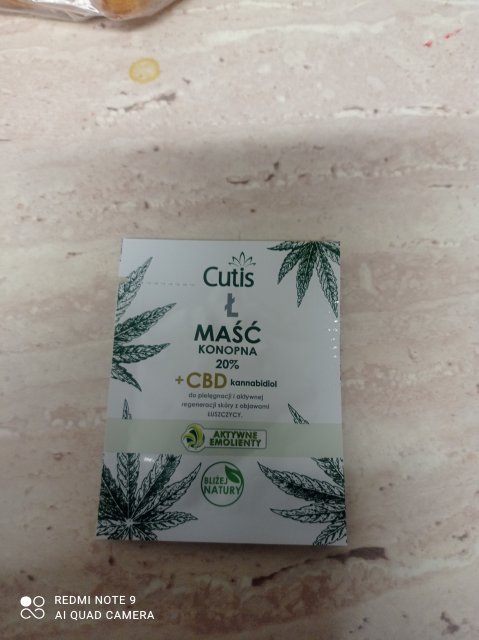 Cutis
Ł
MAŚĆ
KONOPNA
20%
+CBD kannabidiol
do pielęgnacji i aktywnej
regeneracji skóry z objawami
ŁUSZCZYCY.
AKTYWNE
EMOLIENTY
BLIŻEJ
NATURY
REDMI NOTE 9
AI QUAD CAMERA